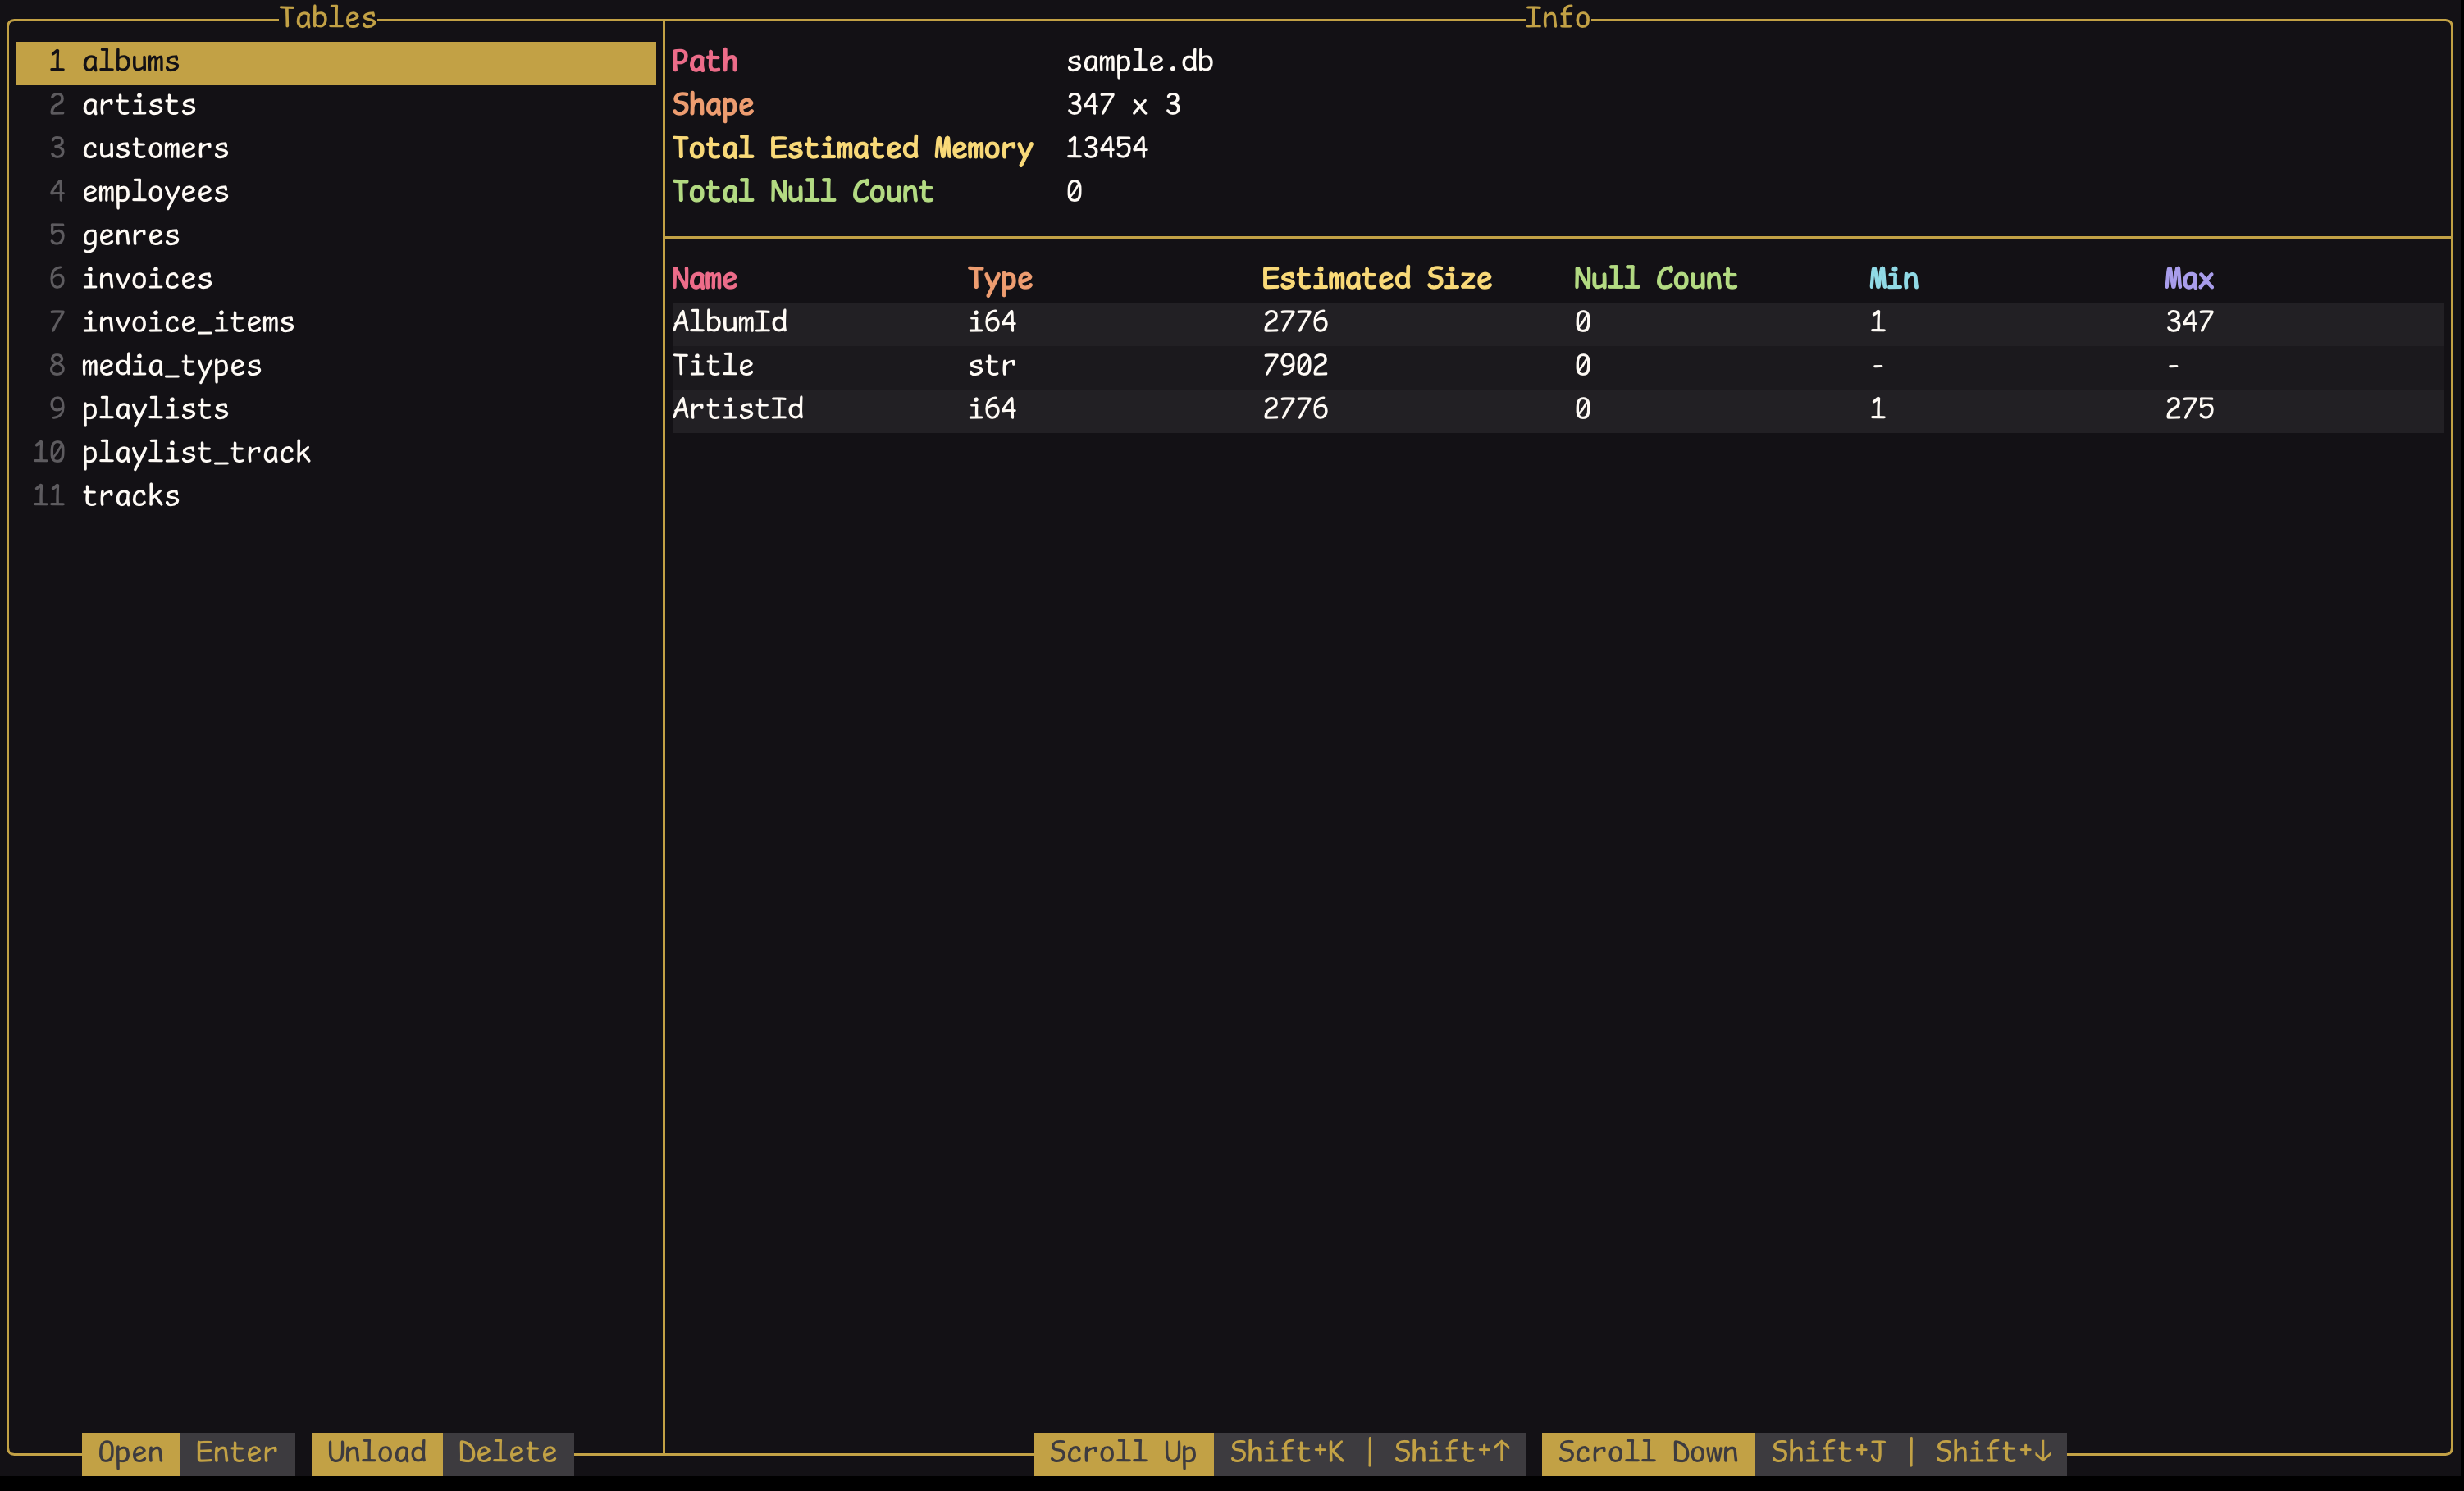 Tables
1 albums
2 artists
3 customers
4 employees
5 genres
6 invoices
7 invoice_items
8 media_types
9 playlists
10 playlist_track
11 tracks
Open Enter Unload Delete
Info
Path sample.db
Shape 347 x 3
Total Estimated Memory 13454
Total Null Count 0
Name Type Estimated Size Null Count Min Max
AlbumId i64 2776 0 1 347
Title str 7902 0 - -
ArtistId i64 2776 0 1 275
Scroll Up Shift+K | Shift+↑ Scroll Down Shift+J | Shift+↓